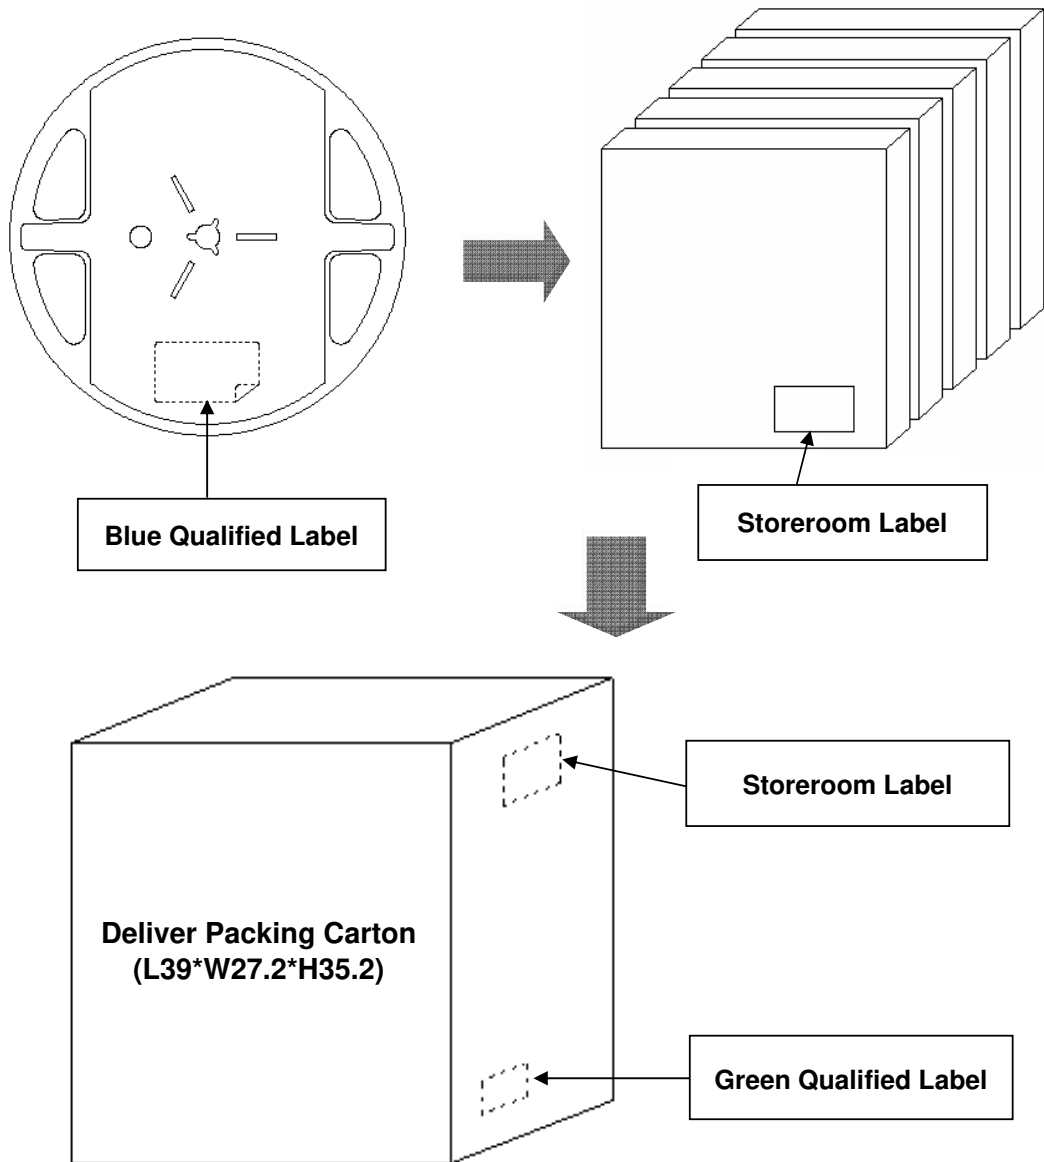 Blue Qualified Label
Storeroom Label
Storeroom Label
Deliver Packing Carton
(L39*W27.2*H35.2)
Green Qualified Label